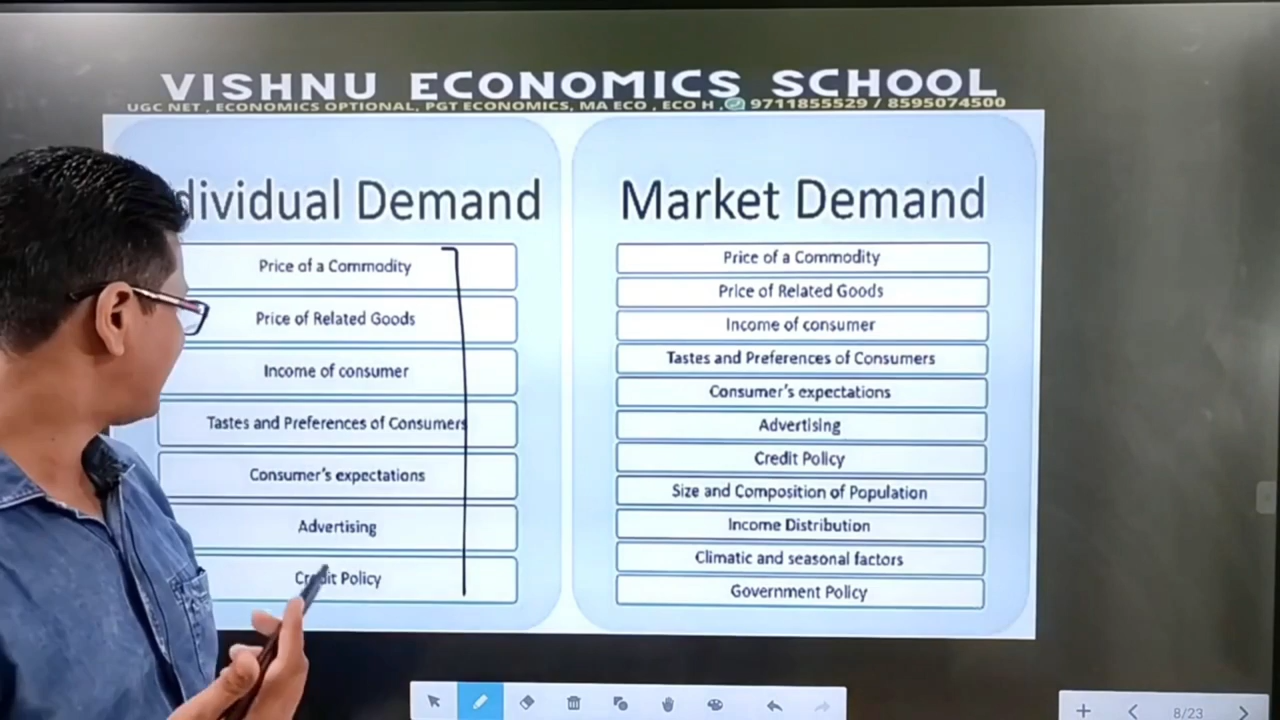 VISHNU ECONOMICS SCHOOL
UGC NET , ECONOMICS OPTIONAL, PGT ECONOMICS, MA ECO , ECO H , 9711855529 / 8595074500
dividual Demand
Price of a Commodity
Price of Related Goods
Income of consumer
Tastes and Preferences of Consumers
Consumer's expectations
Advertising
Credit Policy
Market Demand
Price of a Commodity
Price of Related Goods
Income of consumer
Tastes and Preferences of Consumers
Consumer's expectations
Advertising
Credit Policy
Size and Composition of Population
Income Distribution
Climatic and seasonal factors
Government Policy
8/23